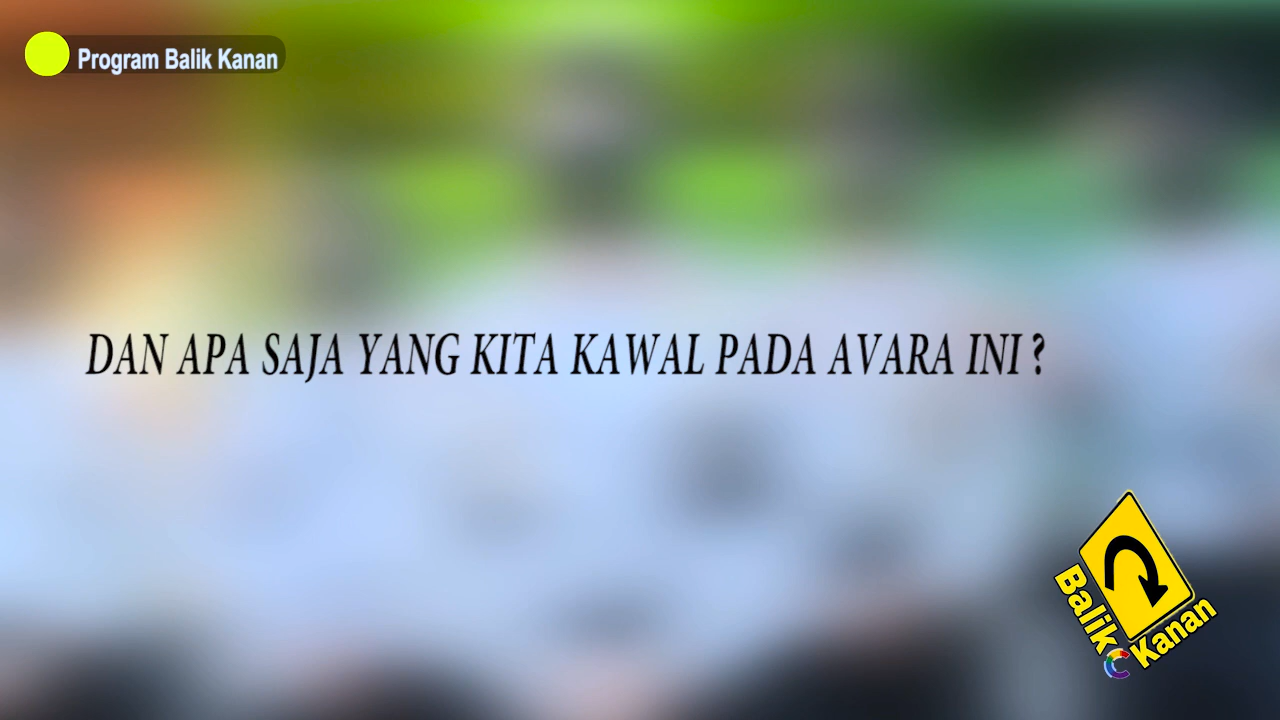 Program Balik Kanan
DAN APA SAJA YANG KITA KAWAL PADA AVARA INI ?
Balik
Kanan